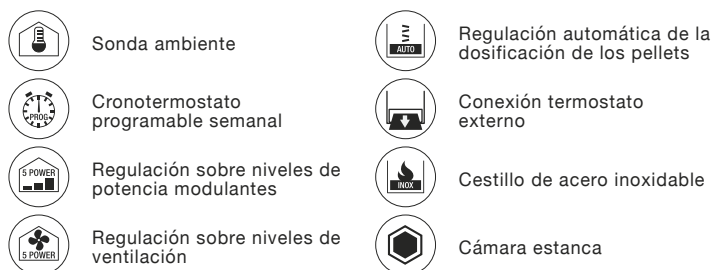 Sonda ambiente
PROG.
Cronotermostato
programable semanal
5 POWER
Regulación sobre niveles de
potencia modulantes
5 POWER
Regulación sobre niveles de
ventilación
AUTO
Regulación automática de la
dosificación de los pellets
Conexión termostato
externo
INOX
Cestillo de acero inoxidable
Cámara estanca